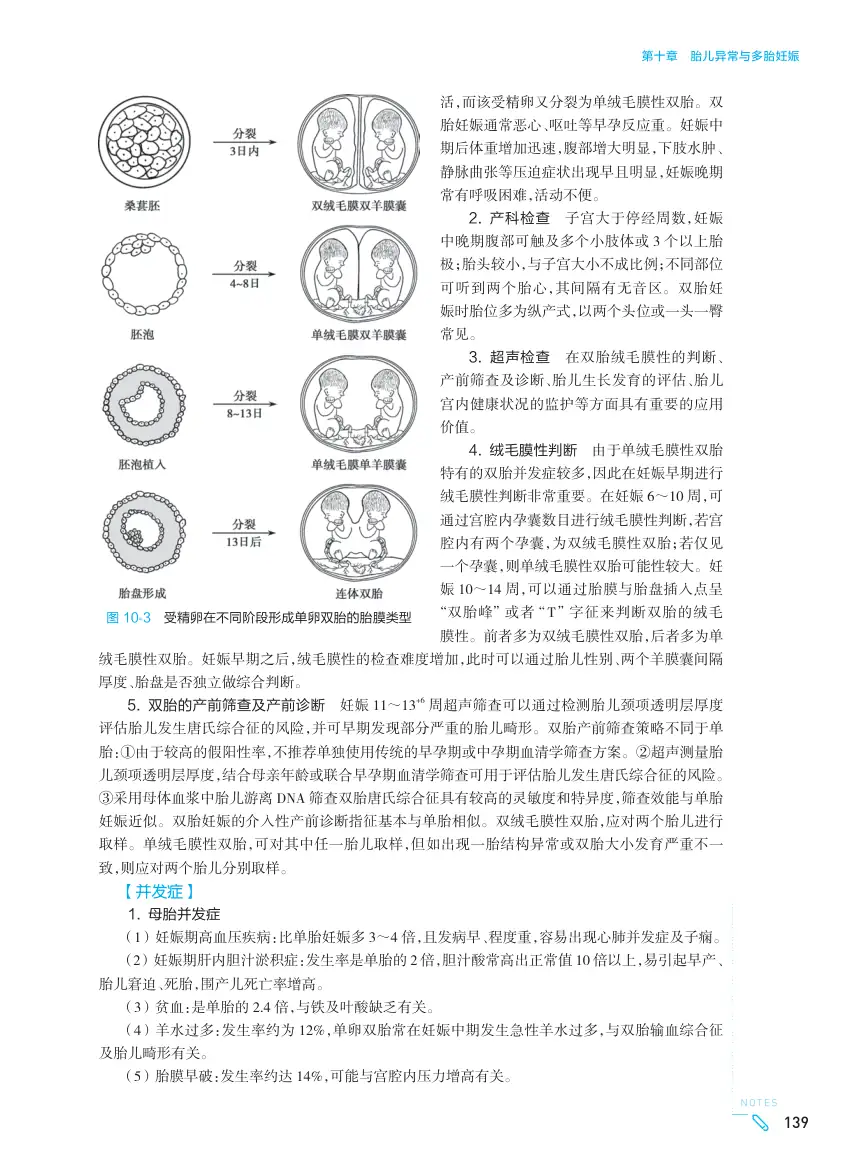 第十章 胎儿异常与多胎妊娠
分裂
3日内
桑葚胚
双绒毛膜双羊膜囊
分裂
4~8日
胚泡
单绒毛膜双羊膜囊
分裂
8~13日
胚泡植入
单绒毛膜单羊膜囊
分裂
13日后
胎盘形成
连体双胎
图 10-3 受精卵在不同阶段形成单卵双胎的胎膜类型
活,而该受精卵又分裂为单绒毛膜性双胎。双
胎妊娠通常恶心、呕吐等早孕反应重。妊娠中
期后体重增加迅速,腹部增大明显,下肢水肿、
静脉曲张等压迫症状出现早且明显,妊娠晚期
常有呼吸困难,活动不便。
2. 产科检查 子宫大于停经周数,妊娠
中晚期腹部可触及多个小肢体或 3 个以上胎
极;胎头较小,与子宫大小不成比例;不同部位
可听到两个胎心,其间隔有无音区。双胎妊
娠时胎位多为纵产式,以两个头位或一头一臀
常见。
3. 超声检查 在双胎绒毛膜性的判断、
产前筛查及诊断、胎儿生长发育的评估、胎儿
宫内健康状况的监护等方面具有重要的应用
价值。
4. 绒毛膜性判断 由于单绒毛膜性双胎
特有的双胎并发症较多,因此在妊娠早期进行
绒毛膜性判断非常重要。在妊娠 6～10 周,可
通过宫腔内孕囊数目进行绒毛膜性判断,若宫
腔内有两个孕囊,为双绒毛膜性双胎;若仅见
一个孕囊,则单绒毛膜性双胎可能性较大。妊
娠 10～14 周,可以通过胎膜与胎盘插入点呈
“双胎峰”或者“T”字征来判断双胎的绒毛
膜性。前者多为双绒毛膜性双胎,后者多为单
绒毛膜性双胎。妊娠早期之后,绒毛膜性的检查难度增加,此时可以通过胎儿性别、两个羊膜囊间隔
厚度、胎盘是否独立做综合判断。
5. 双胎的产前筛查及产前诊断 妊娠 11～13⁺⁶ 周超声筛查可以通过检测胎儿颈项透明层厚度
评估胎儿发生唐氏综合征的风险,并可早期发现部分严重的胎儿畸形。双胎产前筛查策略不同于单
胎:①由于较高的假阳性率,不推荐单独使用传统的早孕期或中孕期血清学筛查方案。②超声测量胎
儿颈项透明层厚度,结合母亲年龄或联合早孕期血清学筛查可用于评估胎儿发生唐氏综合征的风险。
③采用母体血浆中胎儿游离 DNA 筛查双胎唐氏综合征具有较高的灵敏度和特异度,筛查效能与单胎
妊娠近似。双胎妊娠的介入性产前诊断指征基本与单胎相似。双绒毛膜性双胎,应对两个胎儿进行
取样。单绒毛膜性双胎,可对其中任一胎儿取样,但如出现一胎结构异常或双胎大小发育严重不一
致,则应对两个胎儿分别取样。
【并发症】
1. 母胎并发症
（1）妊娠期高血压疾病:比单胎妊娠多 3～4 倍,且发病早、程度重,容易出现心肺并发症及子痫。
（2）妊娠期肝内胆汁淤积症:发生率是单胎的 2 倍,胆汁酸常高出正常值 10 倍以上,易引起早产、
胎儿窘迫、死胎,围产儿死亡率增高。
（3）贫血:是单胎的 2.4 倍,与铁及叶酸缺乏有关。
（4）羊水过多:发生率约为 12%,单卵双胎常在妊娠中期发生急性羊水过多,与双胎输血综合征
及胎儿畸形有关。
（5）胎膜早破:发生率约达 14%,可能与宫腔内压力增高有关。
NOTES
139